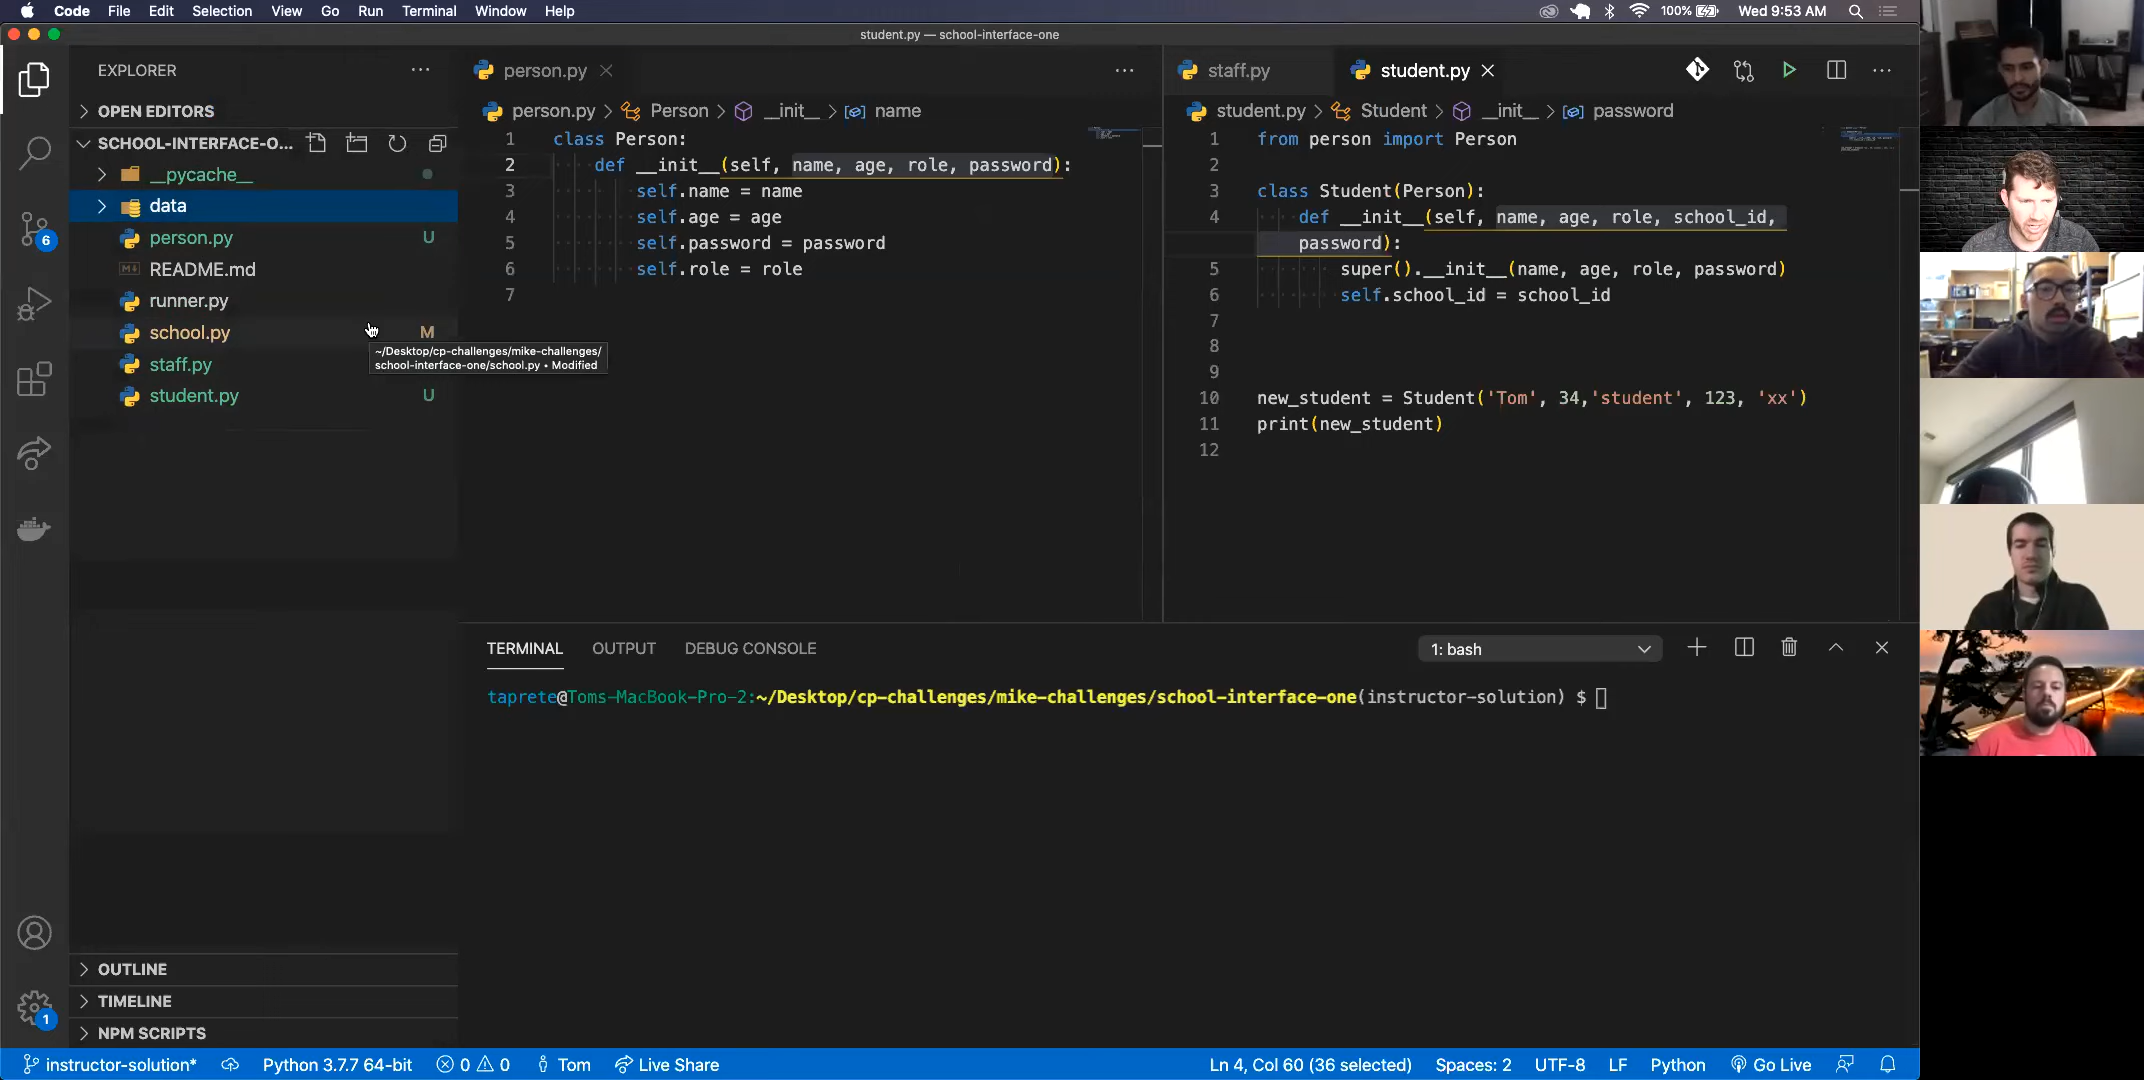 Code File Edit Selection View Go Run Terminal Window Help 100% Wed 9:53 AM
student.py — school-interface-one
EXPLORER
OPEN EDITORS
SCHOOL-INTERFACE-O...
__pycache__
data
person.py U
README.md
runner.py
school.py M
~/Desktop/cp-challenges/mike-challenges/
school-interface-one/school.py • Modified
staff.py
student.py U
OUTLINE
TIMELINE
NPM SCRIPTS
person.py
person.py > Person > __init__ > name
1 class Person:
2 def __init__(self, name, age, role, password):
3 self.name = name
4 self.age = age
5 self.password = password
6 self.role = role
7
staff.py student.py
student.py > Student > __init__ > password
1 from person import Person
2
3 class Student(Person):
4 def __init__(self, name, age, role, school_id,
password):
5 super().__init__(name, age, role, password)
6 self.school_id = school_id
7
8
9
10 new_student = Student('Tom', 34,'student', 123, 'xx')
11 print(new_student)
12
TERMINAL OUTPUT DEBUG CONSOLE 1: bash
taprete@Toms-MacBook-Pro-2:~/Desktop/cp-challenges/mike-challenges/school-interface-one(instructor-solution) $
6
1
instructor-solution* Python 3.7.7 64-bit 0 0 Tom Live Share Ln 4, Col 60 (36 selected) Spaces: 2 UTF-8 LF Python Go Live